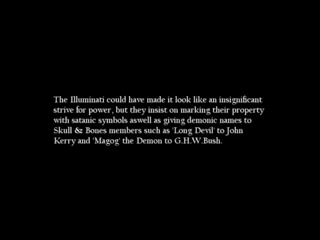 The Illuminati could have made it look like an insignificant
strive for power, but they insist on marking their property
with satanic symbols aswell as giving demonic names to
Skull & Bones members such as 'Long Devil' to John
Kerry and 'Magog' the Demon to G.H.W.Bush.